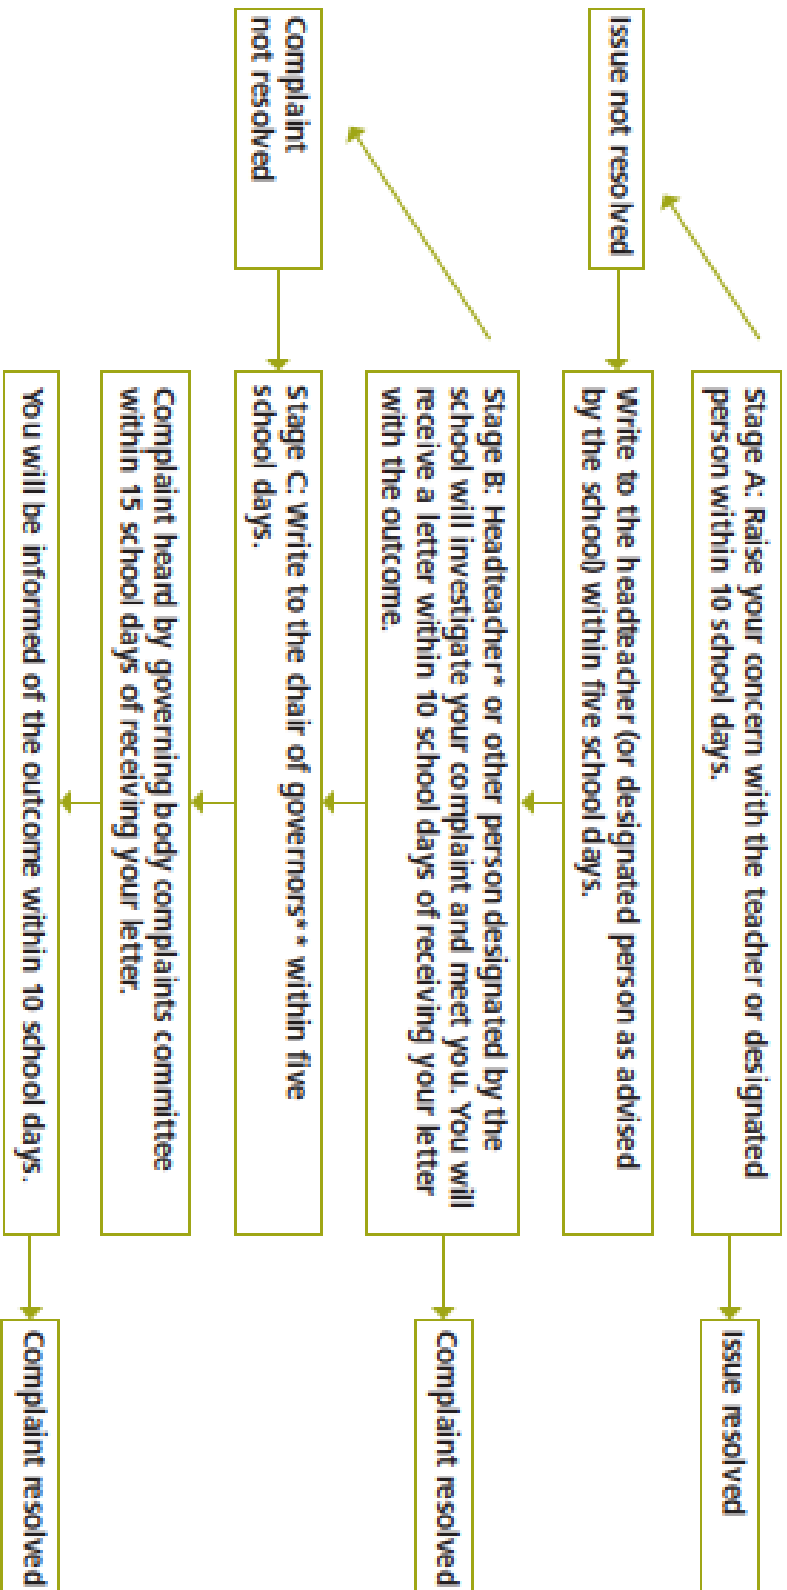 Stage A: Raise your concern with the teacher or designated
person within 10 school days.
Issue resolved
Issue not resolved
Write to the headteacher (or designated person as advised
by the school) within five school days.
Stage B: Headteacher* or other person designated by the
school will investigate your complaint and meet you. You will
receive a letter within 10 school days of receiving your letter
with the outcome.
Complaint resolved
Complaint
not resolved
Stage C: Write to the chair of governors** within five
school days.
Complaint heard by governing body complaints committee
within 15 school days of receiving your letter.
You will be informed of the outcome within 10 school days.
Complaint resolved